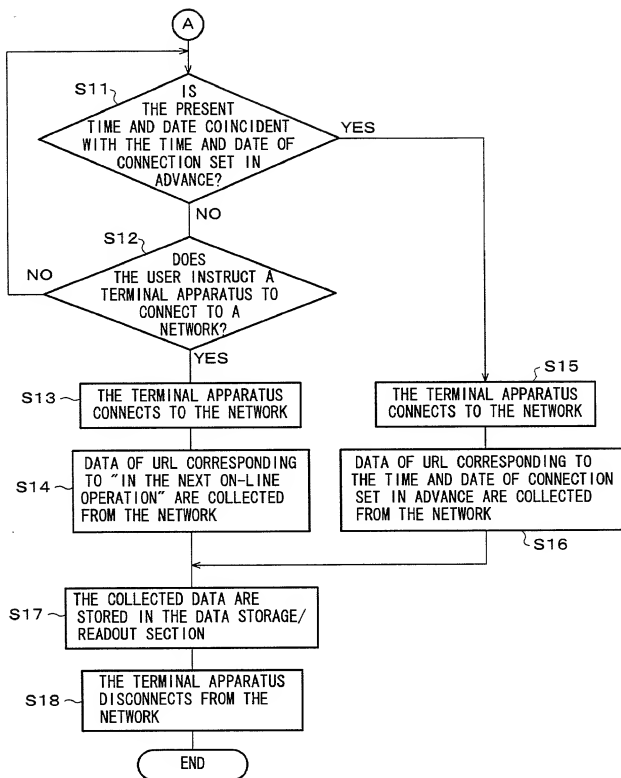 A
S11
IS
THE PRESENT
TIME AND DATE COINCIDENT
WITH THE TIME AND DATE OF
CONNECTION SET IN
ADVANCE?
YES
NO
S12
DOES
THE USER INSTRUCT A
TERMINAL APPARATUS TO
CONNECT TO A
NETWORK?
NO
YES
S13
THE TERMINAL APPARATUS
CONNECTS TO THE NETWORK
S15
THE TERMINAL APPARATUS
CONNECTS TO THE NETWORK
S14
DATA OF URL CORRESPONDING
TO "IN THE NEXT ON-LINE
OPERATION" ARE COLLECTED
FROM THE NETWORK
DATA OF URL CORRESPONDING TO
THE TIME AND DATE OF CONNECTION
SET IN ADVANCE ARE COLLECTED
FROM THE NETWORK
S16
S17
THE COLLECTED DATA ARE
STORED IN THE DATA STORAGE/
READOUT SECTION
S18
THE TERMINAL APPARATUS
DISCONNECTS FROM THE
NETWORK
END